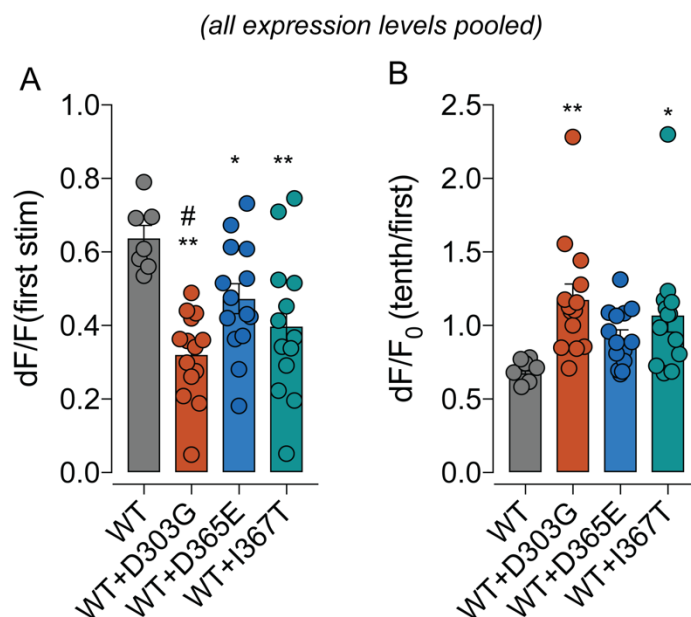 (all expression levels pooled)
A
dF/F(first stim)
1.0
0.8
0.6
0.4
0.2
0.0
#
**
*
**
WT
WT+D303G
WT+D365E
WT+I367T
B
dF/F0 (tenth/first)
2.5
2.0
1.5
1.0
0.5
0.0
**
*
WT
WT+D303G
WT+D365E
WT+I367T